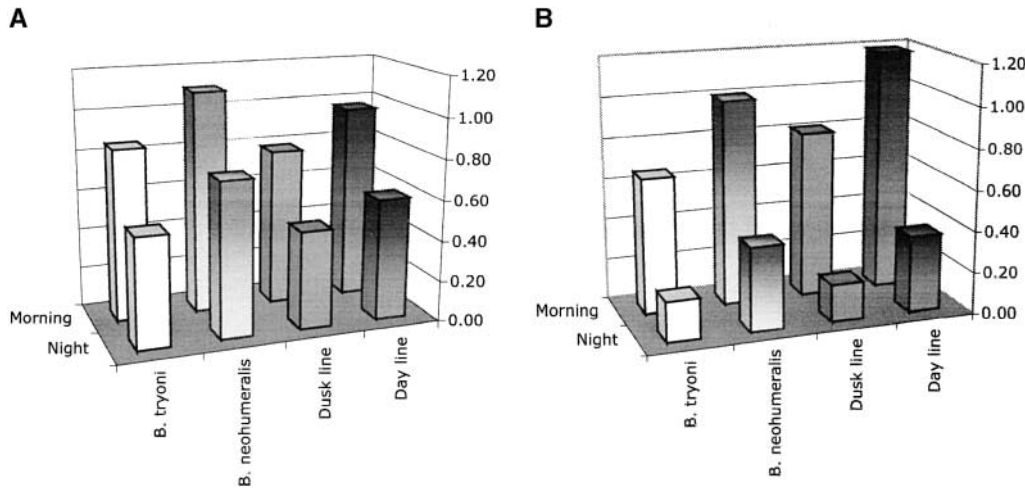 A
B
1.20
1.00
0.80
0.60
0.40
0.20
0.00
Morning
Night
B. tryoni
B. neohumeralis
Dusk line
Day line
1.20
1.00
0.80
0.60
0.40
0.20
0.00
Morning
Night
B. tryoni
B. neohumeralis
Dusk line
Day line